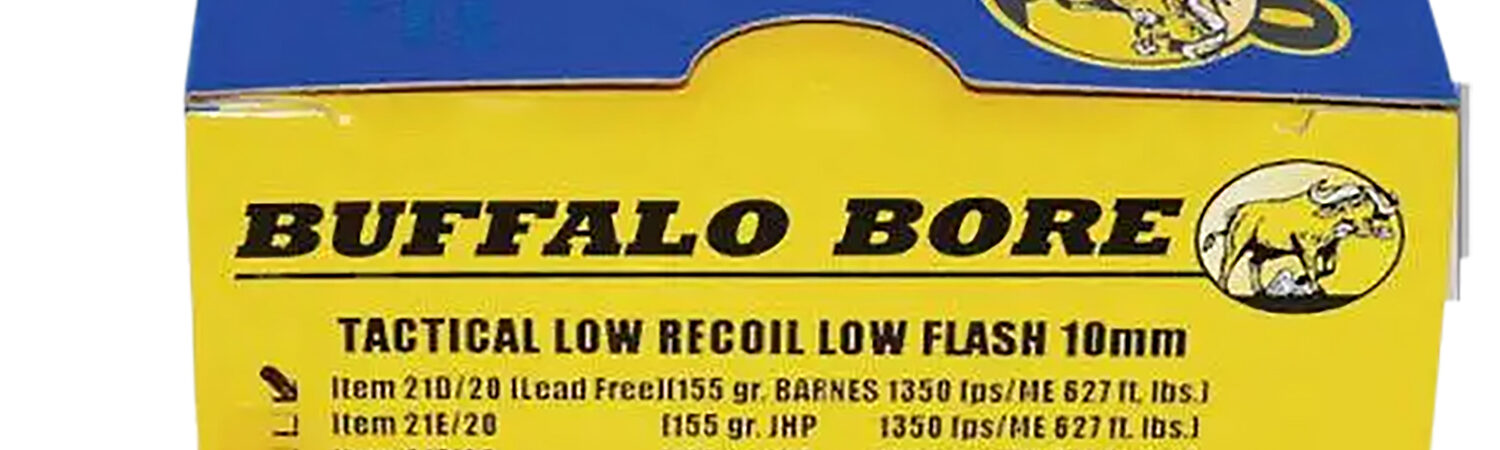 BUFFALO BORE
TACTICAL LOW RECOIL LOW FLASH 10mm
Item 21D/20 (Lead Free)(155 gr. BARNES 1350 fps/ME 627 ft. lbs.)
Item 21E/20 (155 gr. JHP 1350 fps/ME 627 ft. lbs.)